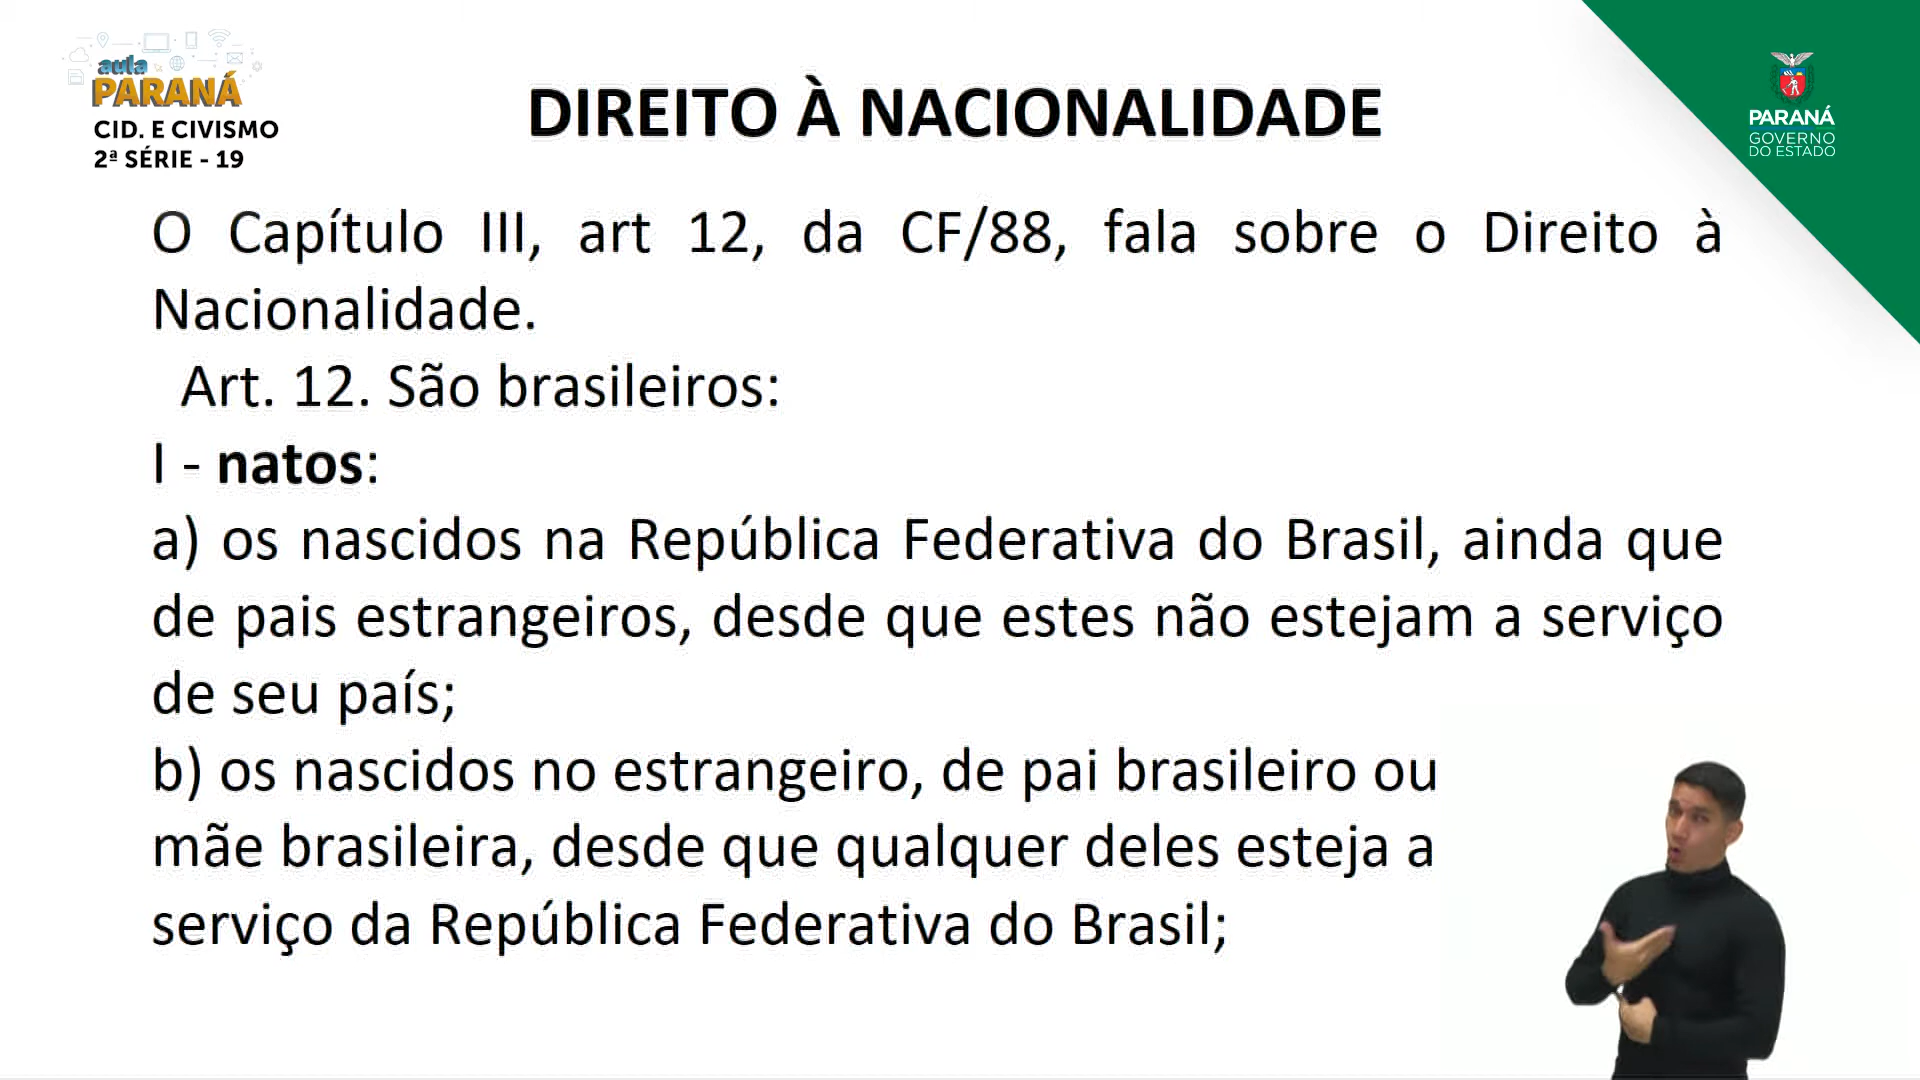 aula
PARANÁ
CID. E CIVISMO
2ª SÉRIE - 19
DIREITO À NACIONALIDADE
PARANÁ
GOVERNO
DO ESTADO
O Capítulo III, art 12, da CF/88, fala sobre o Direito à
Nacionalidade.
Art. 12. São brasileiros:
I - natos:
a) os nascidos na República Federativa do Brasil, ainda que
de pais estrangeiros, desde que estes não estejam a serviço
de seu país;
b) os nascidos no estrangeiro, de pai brasileiro ou
mãe brasileira, desde que qualquer deles esteja a
serviço da República Federativa do Brasil;